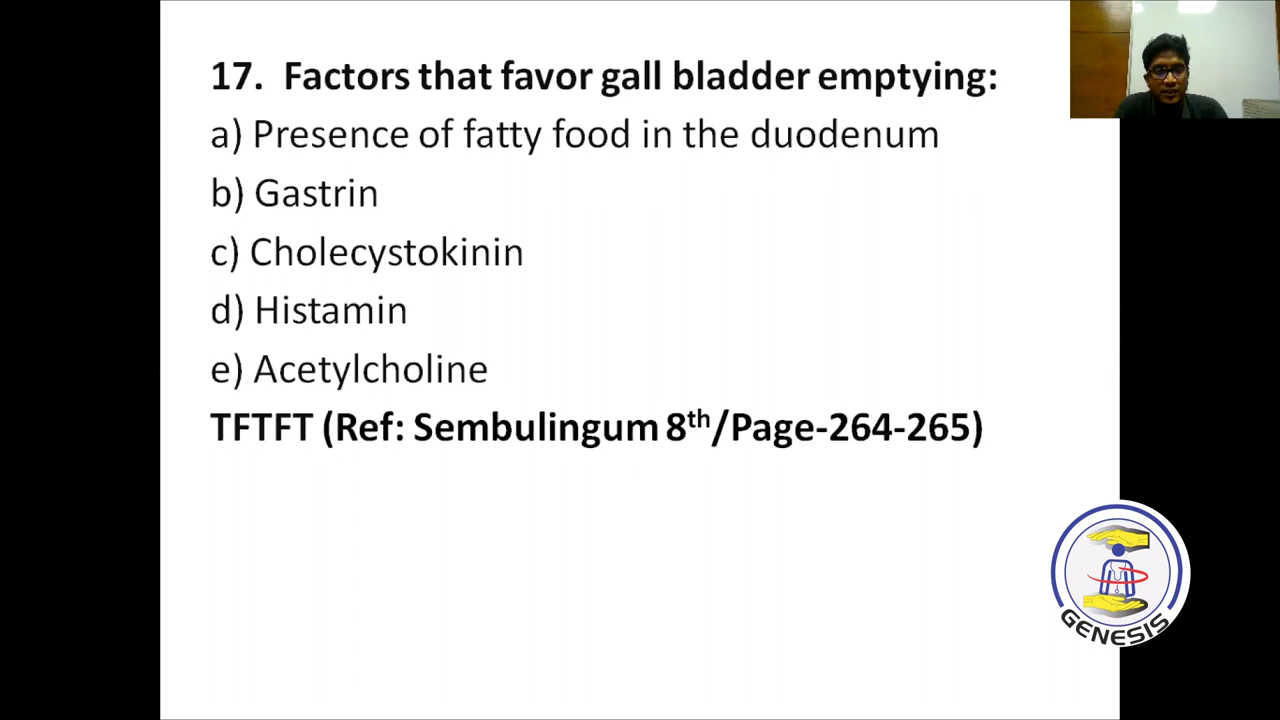 17. Factors that favor gall bladder emptying:
a) Presence of fatty food in the duodenum
b) Gastrin
c) Cholecystokinin
d) Histamin
e) Acetylcholine
TFTFT (Ref: Sembulingum 8th/Page-264-265)
GENESIS